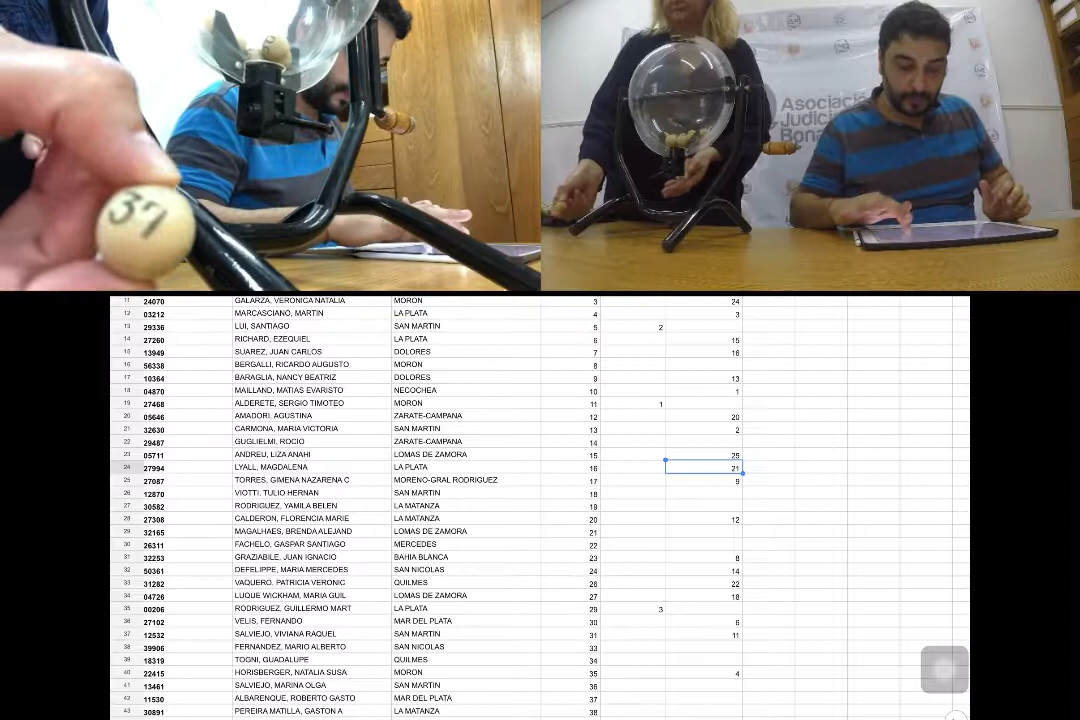 37
Asociació
Judicia
Bona
11 24070 GALARZA, VERONICA NATALIA MORON 3 24
12 03212 MARCASCIANO, MARTIN LA PLATA 4 3
13 29336 LUI, SANTIAGO SAN MARTIN 5 2
14 27260 RICHARD, EZEQUIEL LA PLATA 6 15
15 13949 SUAREZ, JUAN CARLOS DOLORES 7 16
16 56338 BERGALLI, RICARDO AUGUSTO MORON 8
17 10364 BARAGLIA, NANCY BEATRIZ DOLORES 9 13
18 04870 MAILLAND, MATIAS EVARISTO NECOCHEA 10 1
19 27468 ALDERETE, SERGIO TIMOTEO MORON 11 1
20 05646 AMADORI, AGUSTINA ZARATE-CAMPANA 12 20
21 32630 CARMONA, MARIA VICTORIA SAN MARTIN 13 2
22 29487 GUGLIELMI, ROCIO ZARATE-CAMPANA 14
23 05711 ANDREU, LIZA ANAHI LOMAS DE ZAMORA 15 25
24 27994 LYALL, MAGDALENA LA PLATA 16 21
25 27087 TORRES, GIMENA NAZARENA C MORENO-GRAL RODRIGUEZ 17 9
26 12870 VIOTTI, TULIO HERNAN SAN MARTIN 18
27 30582 RODRIGUEZ, YAMILA BELEN LA MATANZA 19
28 27308 CALDERON, FLORENCIA MARIE LA MATANZA 20 12
29 32165 MAGALHAES, BRENDA ALEJAND LOMAS DE ZAMORA 21
30 26311 FACHELO, GASPAR SANTIAGO MERCEDES 22
31 32253 GRAZIABILE, JUAN IGNACIO BAHIA BLANCA 23 8
32 50361 DEFELIPPE, MARIA MERCEDES SAN NICOLAS 24 14
33 31282 VAQUERO, PATRICIA VERONIC QUILMES 26 22
34 04726 LUQUE WICKHAM, MARIA GUIL LOMAS DE ZAMORA 27 18
35 00206 RODRIGUEZ, GUILLERMO MART LA PLATA 29 3
36 27102 VELIS, FERNANDO MAR DEL PLATA 30 6
37 12532 SALVIEJO, VIVIANA RAQUEL SAN MARTIN 31 11
38 39906 FERNANDEZ, MARIO ALBERTO SAN NICOLAS 33
39 18319 TOGNI, GUADALUPE QUILMES 34
40 22415 HORISBERGER, NATALIA SUSA MORON 35 4
41 13461 SALVIEJO, MARINA OLGA SAN MARTIN 36
42 11530 ALBARENQUE, ROBERTO GASTO MAR DEL PLATA 37
43 30891 PEREIRA MATILLA, GASTON A LA MATANZA 38